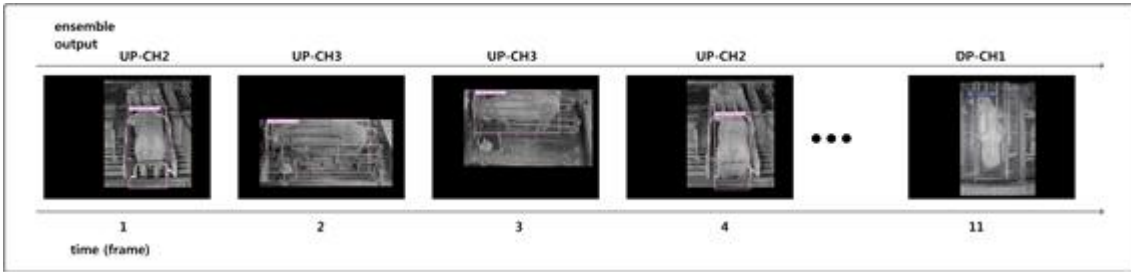 ensemble
output
UP-CH2 UP-CH3 UP-CH3 UP-CH2 DP-CH1
1 2 3 4 11
time (frame)